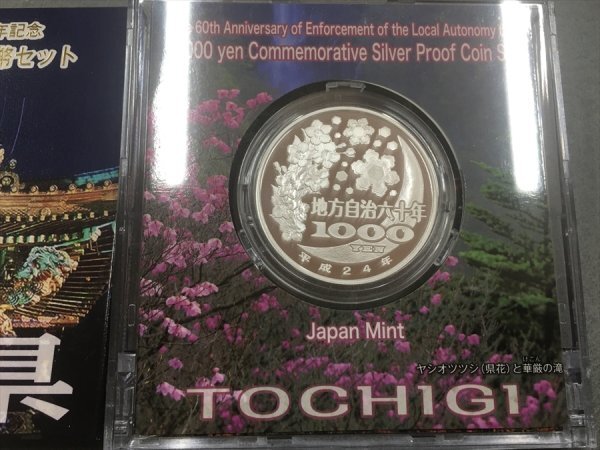 年記念
幣セット
県
60th Anniversary of Enforcement of the Local Autonomy
000 yen Commemorative Silver Proof Coin S
地方自治六十年
1000
YEN
平成24年
Japan Mint
けごん
ヤシオツツジ(県花)と華厳の滝
TOCHIGI